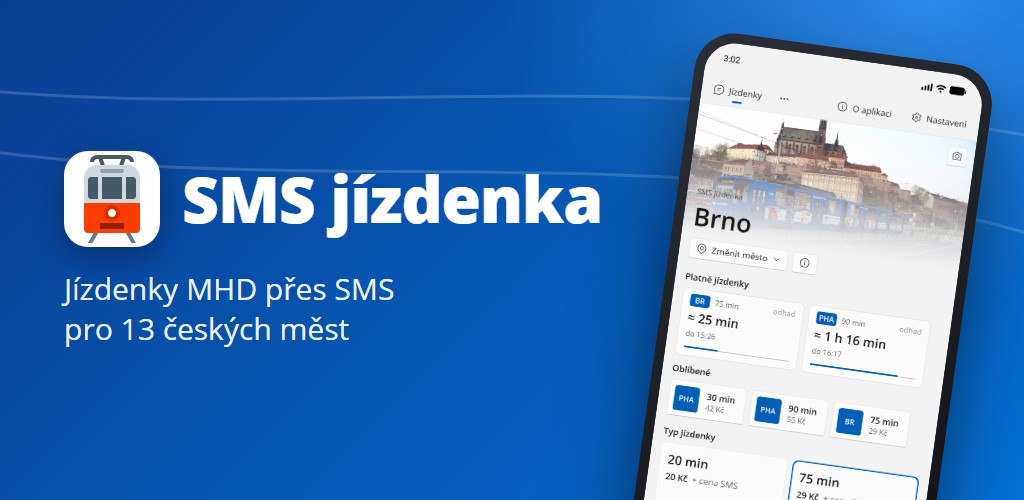 SMS jízdenka
Jízdenky MHD přes SMS
pro 13 českých měst
3:02
Jízdenky
O aplikaci
Nastavení
SMS jízdenka
Brno
Změnit město
Platné jízdenky
BR 75 min odhad
≈ 25 min
do 15:26
PHA 90 min odhad
≈ 1 h 16 min
do 16:17
Oblíbené
PHA 30 min
42 Kč
PHA 90 min
55 Kč
BR 75 min
29 Kč
Typ jízdenky
20 min
20 Kč + cena SMS
75 min
29 Kč